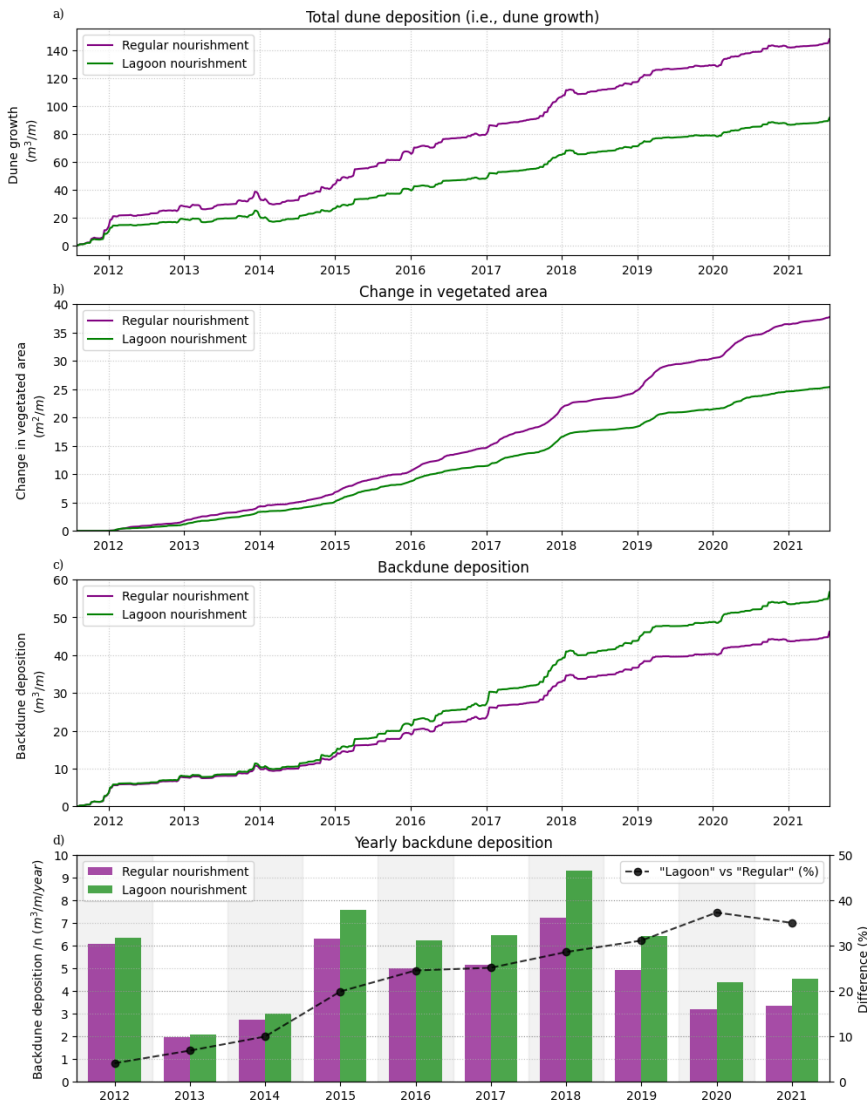 a)
Total dune deposition (i.e., dune growth)
Regular nourishment
Lagoon nourishment
Dune growth
(m³/m)
140
120
100
80
60
40
20
0
2012 2013 2014 2015 2016 2017 2018 2019 2020 2021
b)
Change in vegetated area
Regular nourishment
Lagoon nourishment
Change in vegetated area
(m²/m)
40
35
30
25
20
15
10
5
0
2012 2013 2014 2015 2016 2017 2018 2019 2020 2021
c)
Backdune deposition
Regular nourishment
Lagoon nourishment
Backdune deposition
(m³/m)
60
50
40
30
20
10
0
2012 2013 2014 2015 2016 2017 2018 2019 2020 2021
d)
Yearly backdune deposition
Regular nourishment
Lagoon nourishment
"Lagoon" vs "Regular" (%)
Backdune deposition /n (m³/m/year)
10
9
8
7
6
5
4
3
2
1
0
50
40
30
20
10
0
Difference (%)
2012 2013 2014 2015 2016 2017 2018 2019 2020 2021